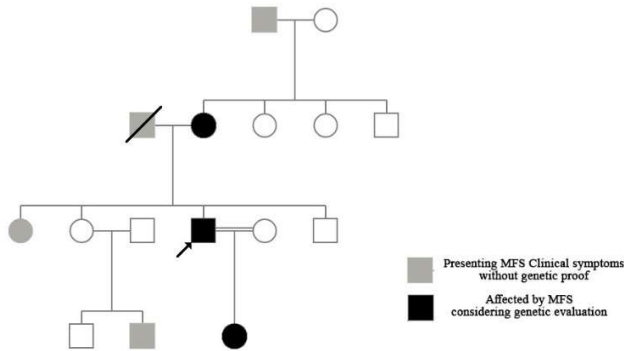 Presenting MFS Clinical symptoms
without genetic proof
Affected by MFS
considering genetic evaluation